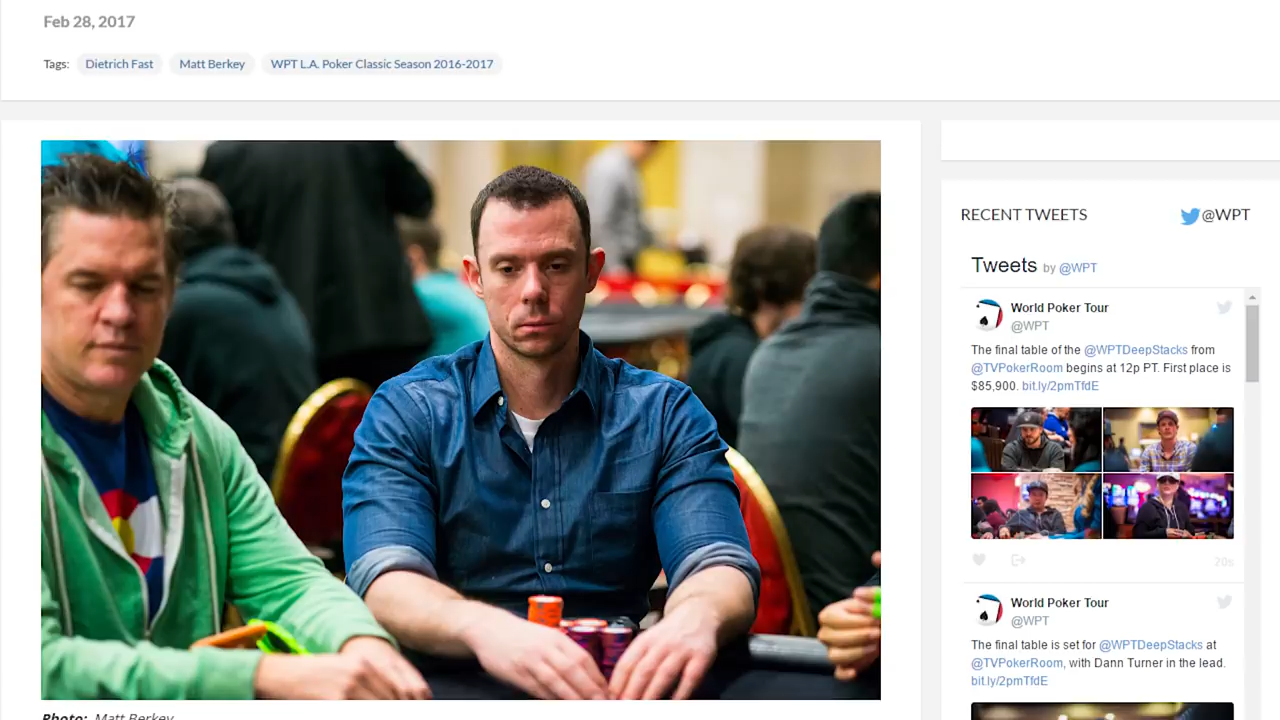 Feb 28, 2017
Tags: Dietrich Fast Matt Berkey WPT L.A. Poker Classic Season 2016-2017
Photo: Matt Berkey
RECENT TWEETS @WPT
Tweets by @WPT
World Poker Tour
@WPT
The final table of the @WPTDeepStacks from
@TVPokerRoom begins at 12p PT. First place is
$85,900. bit.ly/2pmTfdE
20s
World Poker Tour
@WPT
The final table is set for @WPTDeepStacks at
@TVPokerRoom, with Dann Turner in the lead.
bit.ly/2pmTfdE